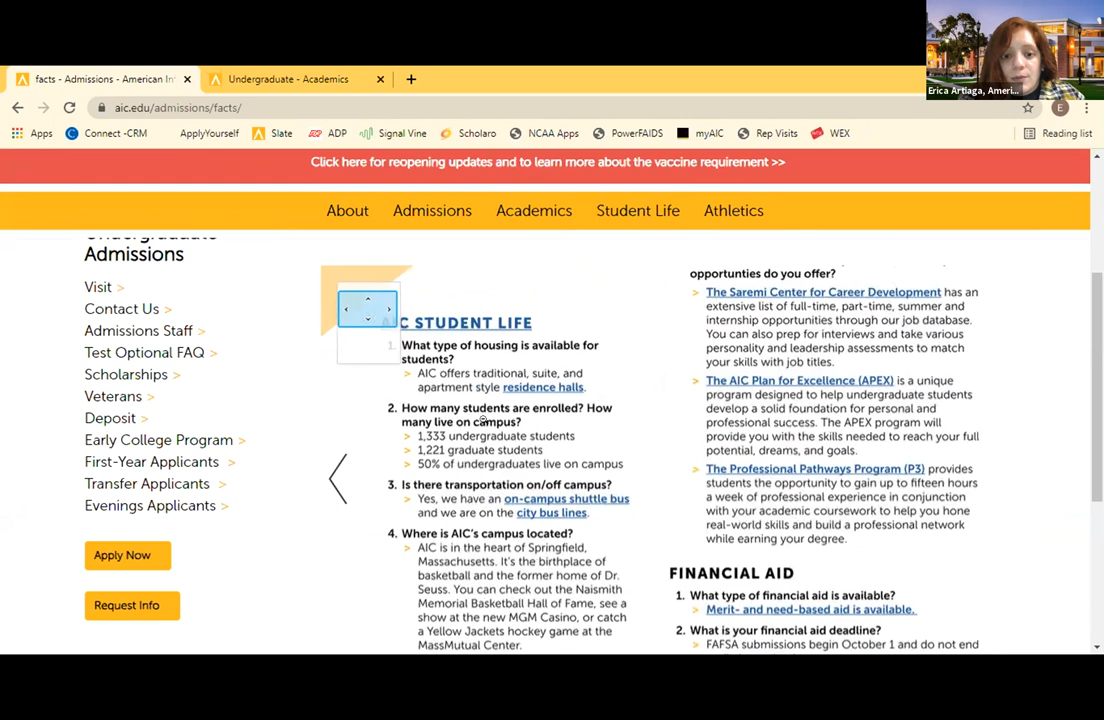 Erica Artiaga, Ameri...
facts - Admissions - American In
Undergraduate - Academics
aic.edu/admissions/facts/
E
Apps
Connect -CRM
ApplyYourself
Slate
ADP
Signal Vine
Scholaro
NCAA Apps
PowerFAIDS
myAIC
Rep Visits
WEX
Reading list
Click here for reopening updates and to learn more about the vaccine requirement >>
About
Admissions
Academics
Student Life
Athletics
Undergraduate
Admissions
Visit >
Contact Us >
Admissions Staff >
Test Optional FAQ >
Scholarships >
Veterans >
Deposit >
Early College Program >
First-Year Applicants >
Transfer Applicants >
Evenings Applicants >
Apply Now
Request Info
AIC STUDENT LIFE
1. What type of housing is available for
students?
> AIC offers traditional, suite, and
apartment style residence halls.
2. How many students are enrolled? How
many live on campus?
> 1,333 undergraduate students
> 1,221 graduate students
> 50% of undergraduates live on campus
3. Is there transportation on/off campus?
> Yes, we have an on-campus shuttle bus
and we are on the city bus lines.
4. Where is AIC's campus located?
> AIC is in the heart of Springfield,
Massachusetts. It's the birthplace of
basketball and the former home of Dr.
Seuss. You can check out the Naismith
Memorial Basketball Hall of Fame, see a
show at the new MGM Casino, or catch
a Yellow Jackets hockey game at the
MassMutual Center.
opportunties do you offer?
> The Saremi Center for Career Development has an
extensive list of full-time, part-time, summer and
internship opportunities through our job database.
You can also prep for interviews and take various
personality and leadership assessments to match
your skills with job titles.
> The AIC Plan for Excellence (APEX) is a unique
program designed to help undergraduate students
develop a solid foundation for personal and
professional success. The APEX program will
provide you with the skills needed to reach your full
potential, dreams, and goals.
> The Professional Pathways Program (P3) provides
students the opportunity to gain up to fifteen hours
a week of professional experience in conjunction
with your academic coursework to help you hone
real-world skills and build a professional network
while earning your degree.
FINANCIAL AID
1. What type of financial aid is available?
> Merit- and need-based aid is available.
2. What is your financial aid deadline?
> FAFSA submissions begin October 1 and do not end